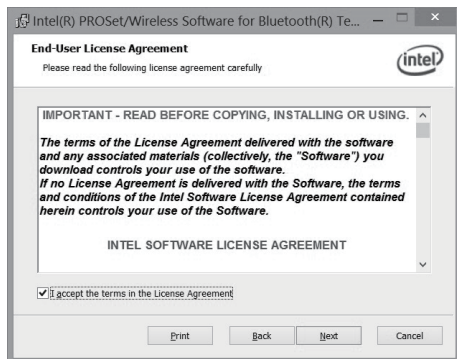 Intel(R) PROSet/Wireless Software for Bluetooth(R) Te...
End-User License Agreement
Please read the following license agreement carefully
intel
IMPORTANT - READ BEFORE COPYING, INSTALLING OR USING.
The terms of the License Agreement delivered with the software
and any associated materials (collectively, the "Software") you
download controls your use of the software.
If no License Agreement is delivered with the Software, the terms
and conditions of the Intel Software License Agreement contained
herein controls your use of the Software.
INTEL SOFTWARE LICENSE AGREEMENT
I accept the terms in the License Agreement
Print Back Next Cancel